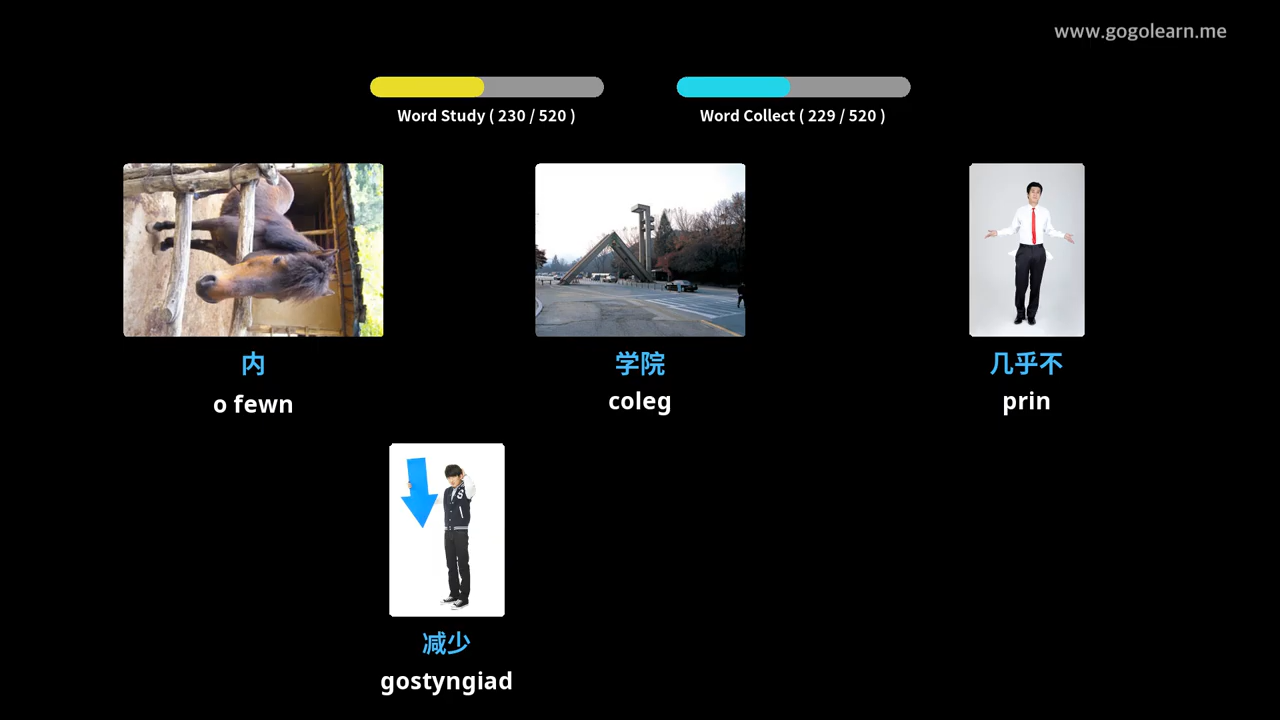 www.gogolearn.me
Word Study ( 230 / 520 )
Word Collect ( 229 / 520 )
内
o fewn
学院
coleg
几乎不
prin
减少
gostyngiad